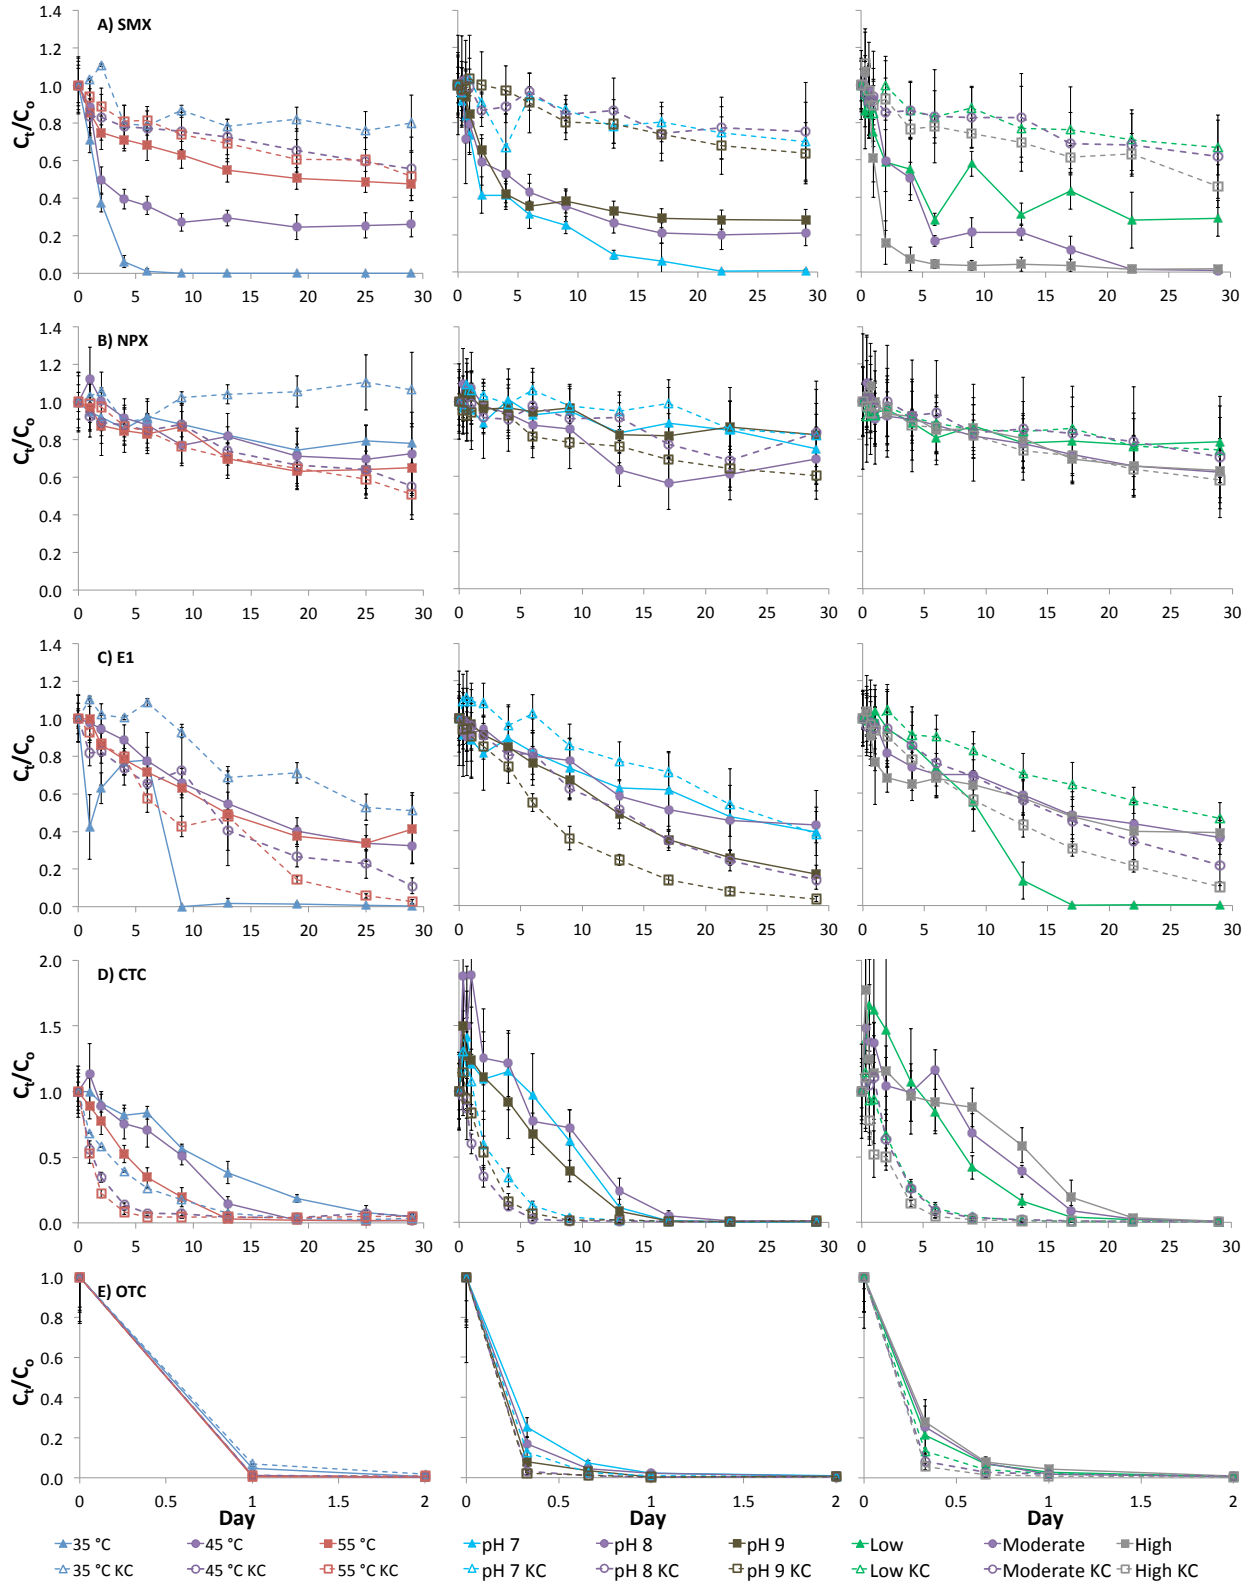 A) SMX
Cₜ/Cₒ
1.4
1.2
1.0
0.8
0.6
0.4
0.2
0.0
0 5 10 15 20 25 30
0 5 10 15 20 25 30
0 5 10 15 20 25 30
B) NPX
Cₜ/Cₒ
1.4
1.2
1.0
0.8
0.6
0.4
0.2
0.0
0 5 10 15 20 25 30
0 5 10 15 20 25 30
0 5 10 15 20 25 30
C) E1
Cₜ/Cₒ
1.4
1.2
1.0
0.8
0.6
0.4
0.2
0.0
0 5 10 15 20 25 30
0 5 10 15 20 25 30
0 5 10 15 20 25 30
D) CTC
Cₜ/Cₒ
2.0
1.5
1.0
0.5
0.0
0 5 10 15 20 25 30
0 5 10 15 20 25 30
0 5 10 15 20 25 30
E) OTC
Cₜ/Cₒ
1.0
0.8
0.6
0.4
0.2
0.0
0 0.5 1 1.5 2
0 0.5 1 1.5 2
0 0.5 1 1.5 2
Day Day Day
35 °C 45 °C 55 °C pH 7 pH 8 pH 9 Low Moderate High
35 °C KC 45 °C KC 55 °C KC pH 7 KC pH 8 KC pH 9 KC Low KC Moderate KC High KC